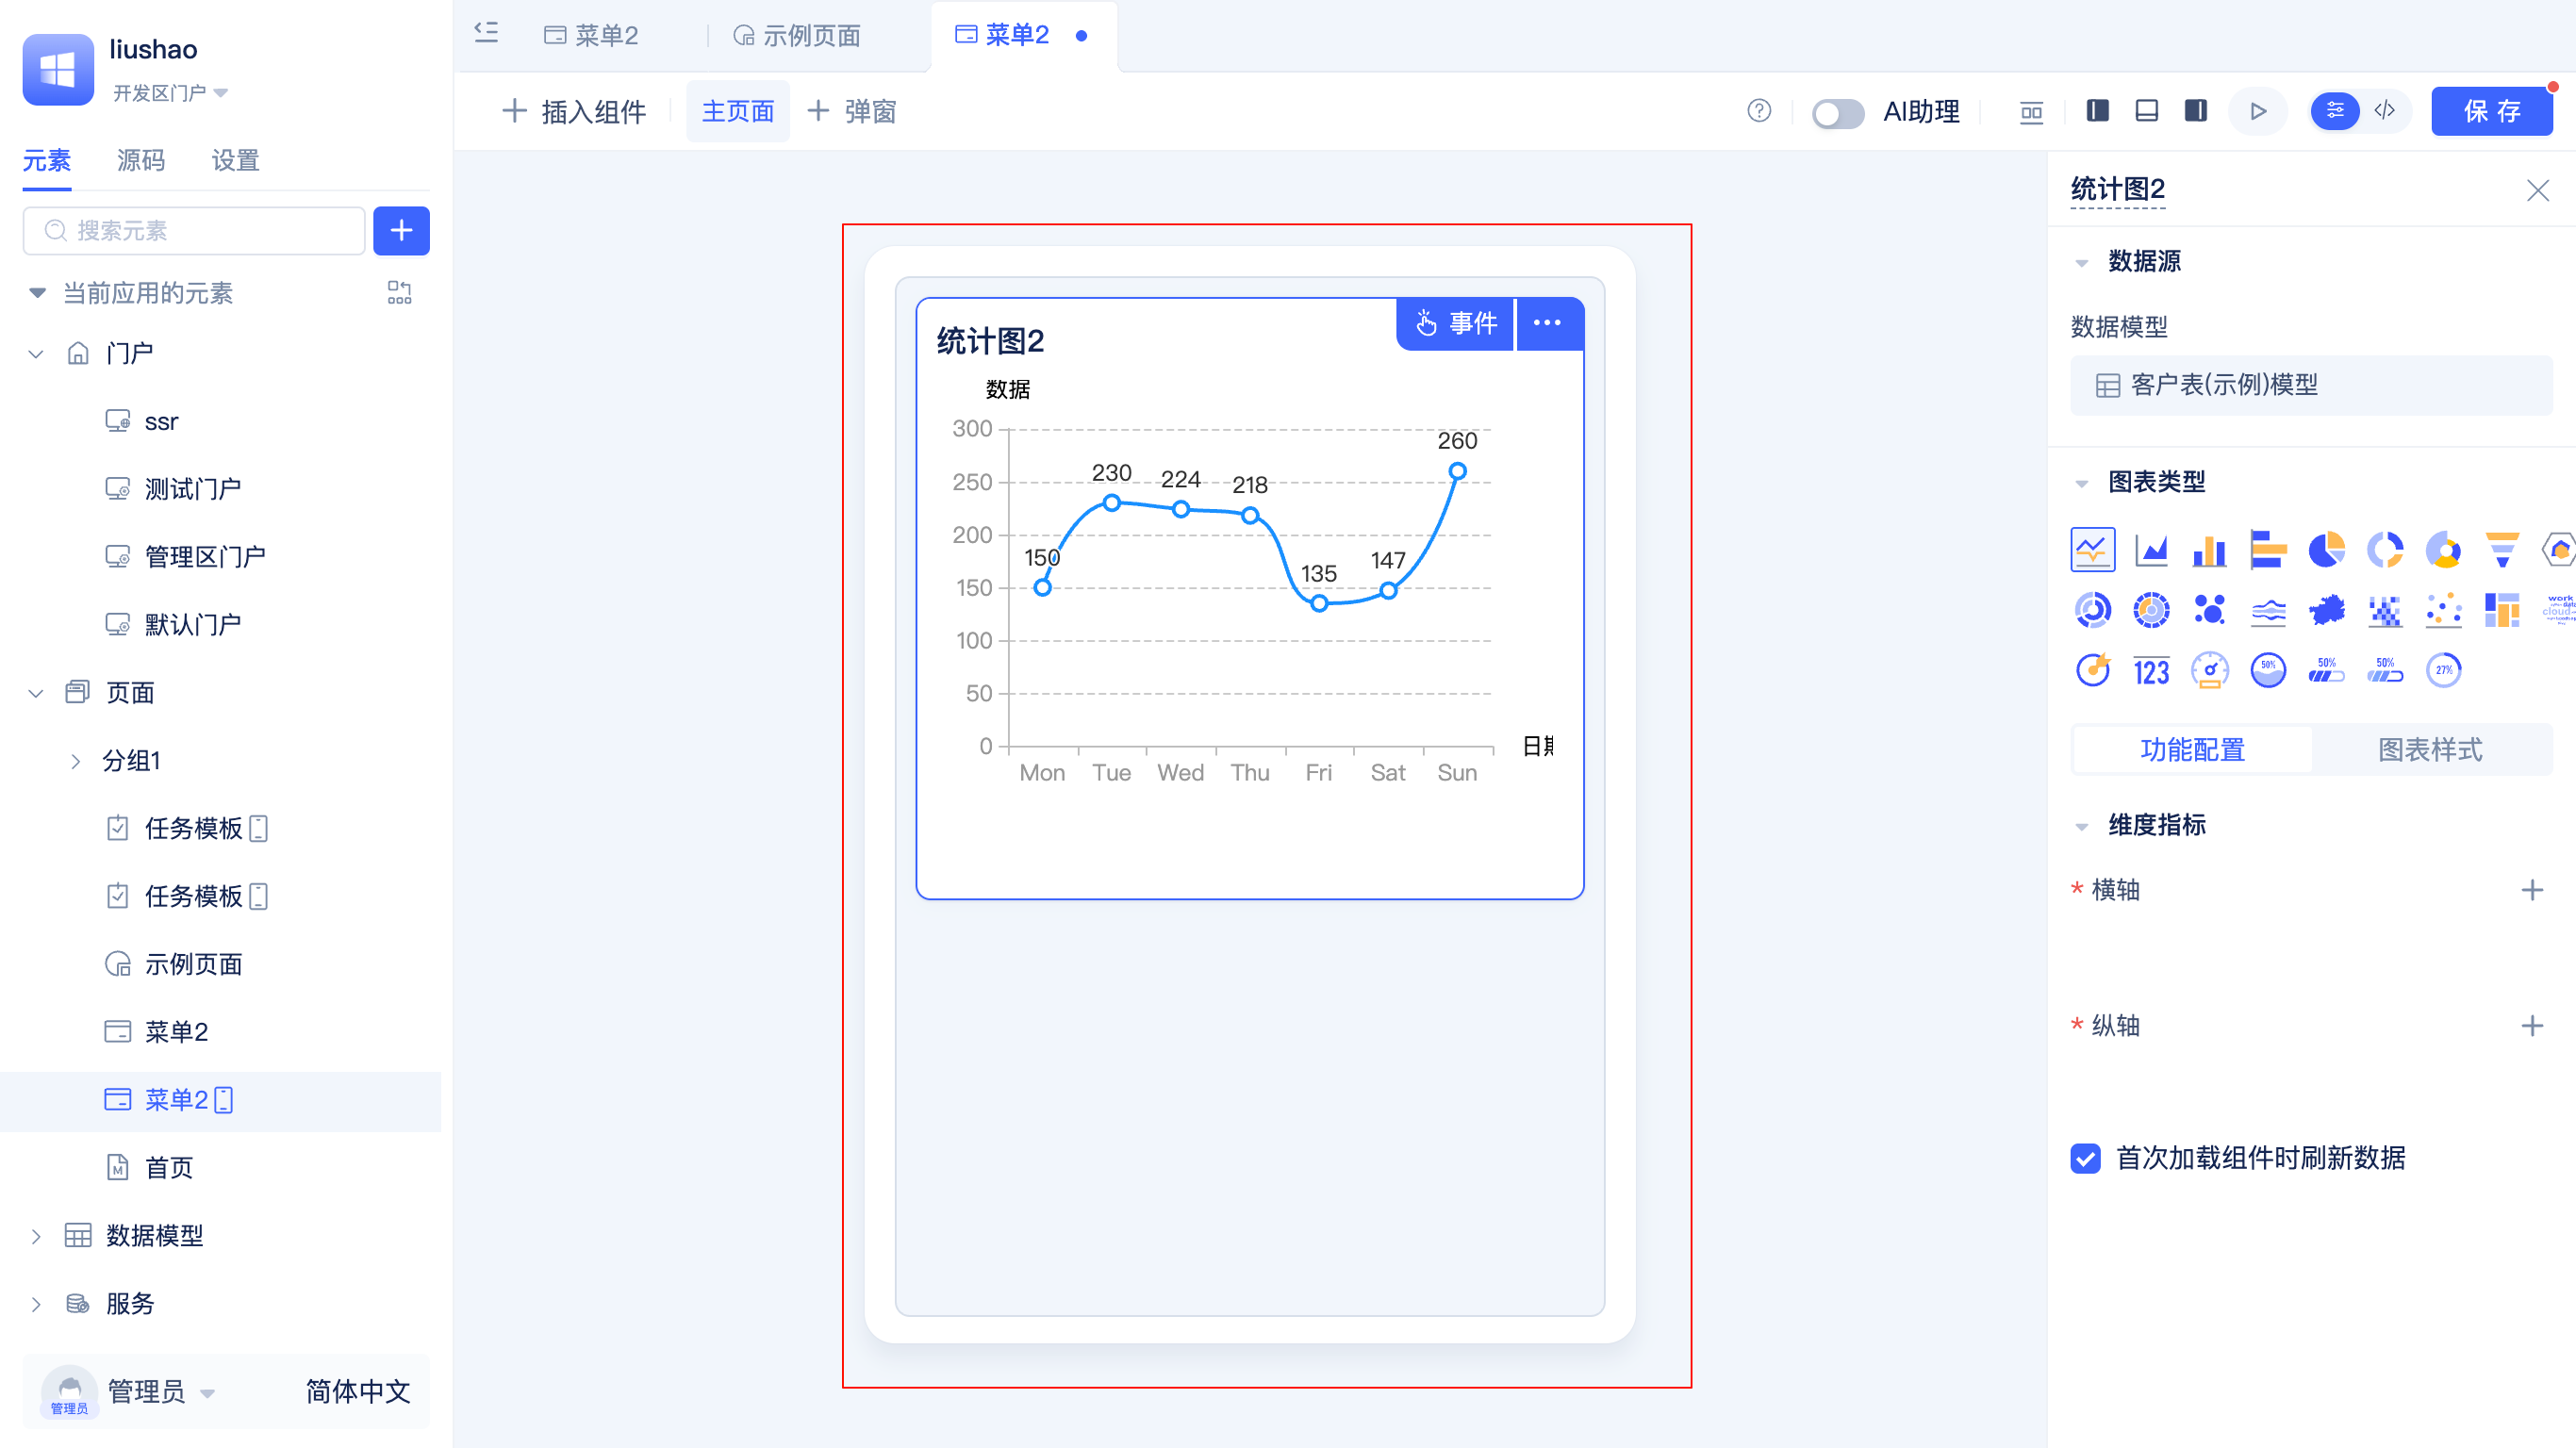 liushao
开发区门户
元素 源码 设置
搜索元素
当前应用的元素
门户
ssr
测试门户
管理区门户
默认门户
页面
分组1
任务模板
任务模板
示例页面
菜单2
菜单2
首页
数据模型
服务
管理员
管理员
简体中文
菜单2
示例页面
菜单2
插入组件
主页面
弹窗
AI助理
保存
统计图2
事件
数据
300
250
200
150
100
50
0
150
230
224
218
135
147
260
Mon Tue Wed Thu Fri Sat Sun
统计图2
数据源
数据模型
客户表(示例)模型
图表类型
work
cloud
123
50%
50%
50%
27%
功能配置
图表样式
维度指标
* 横轴
* 纵轴
首次加载组件时刷新数据